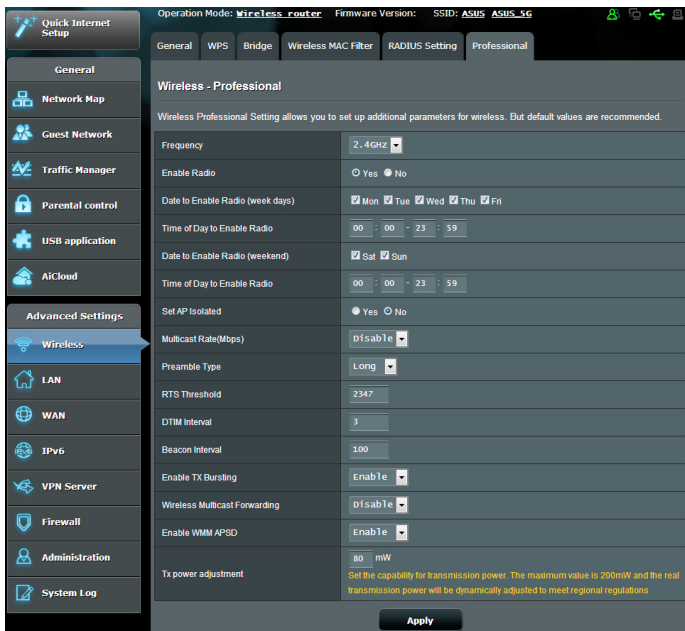 Quick Internet
Setup
Operation Mode: Wireless router Firmware Version: SSID: ASUS ASUS_5G
General WPS Bridge Wireless MAC Filter RADIUS Setting Professional
General
Network Map
Guest Network
Traffic Manager
Parental control
USB application
AiCloud
Advanced Settings
Wireless
LAN
WAN
IPv6
VPN Server
Firewall
Administration
System Log
Wireless - Professional
Wireless Professional Setting allows you to set up additional parameters for wireless. But default values are recommended.
Frequency 2.4GHz
Enable Radio Yes No
Date to Enable Radio (week days) Mon Tue Wed Thu Fri
Time of Day to Enable Radio 00 : 00 - 23 : 59
Date to Enable Radio (weekend) Sat Sun
Time of Day to Enable Radio 00 : 00 - 23 : 59
Set AP Isolated Yes No
Multicast Rate(Mbps) Disable
Preamble Type Long
RTS Threshold 2347
DTIM Interval 3
Beacon Interval 100
Enable TX Bursting Enable
Wireless Multicast Forwarding Disable
Enable WMM APSD Enable
Tx power adjustment 80 mW
Set the capability for transmission power. The maximum value is 200mW and the real
transmission power will be dynamically adjusted to meet regional regulations
Apply